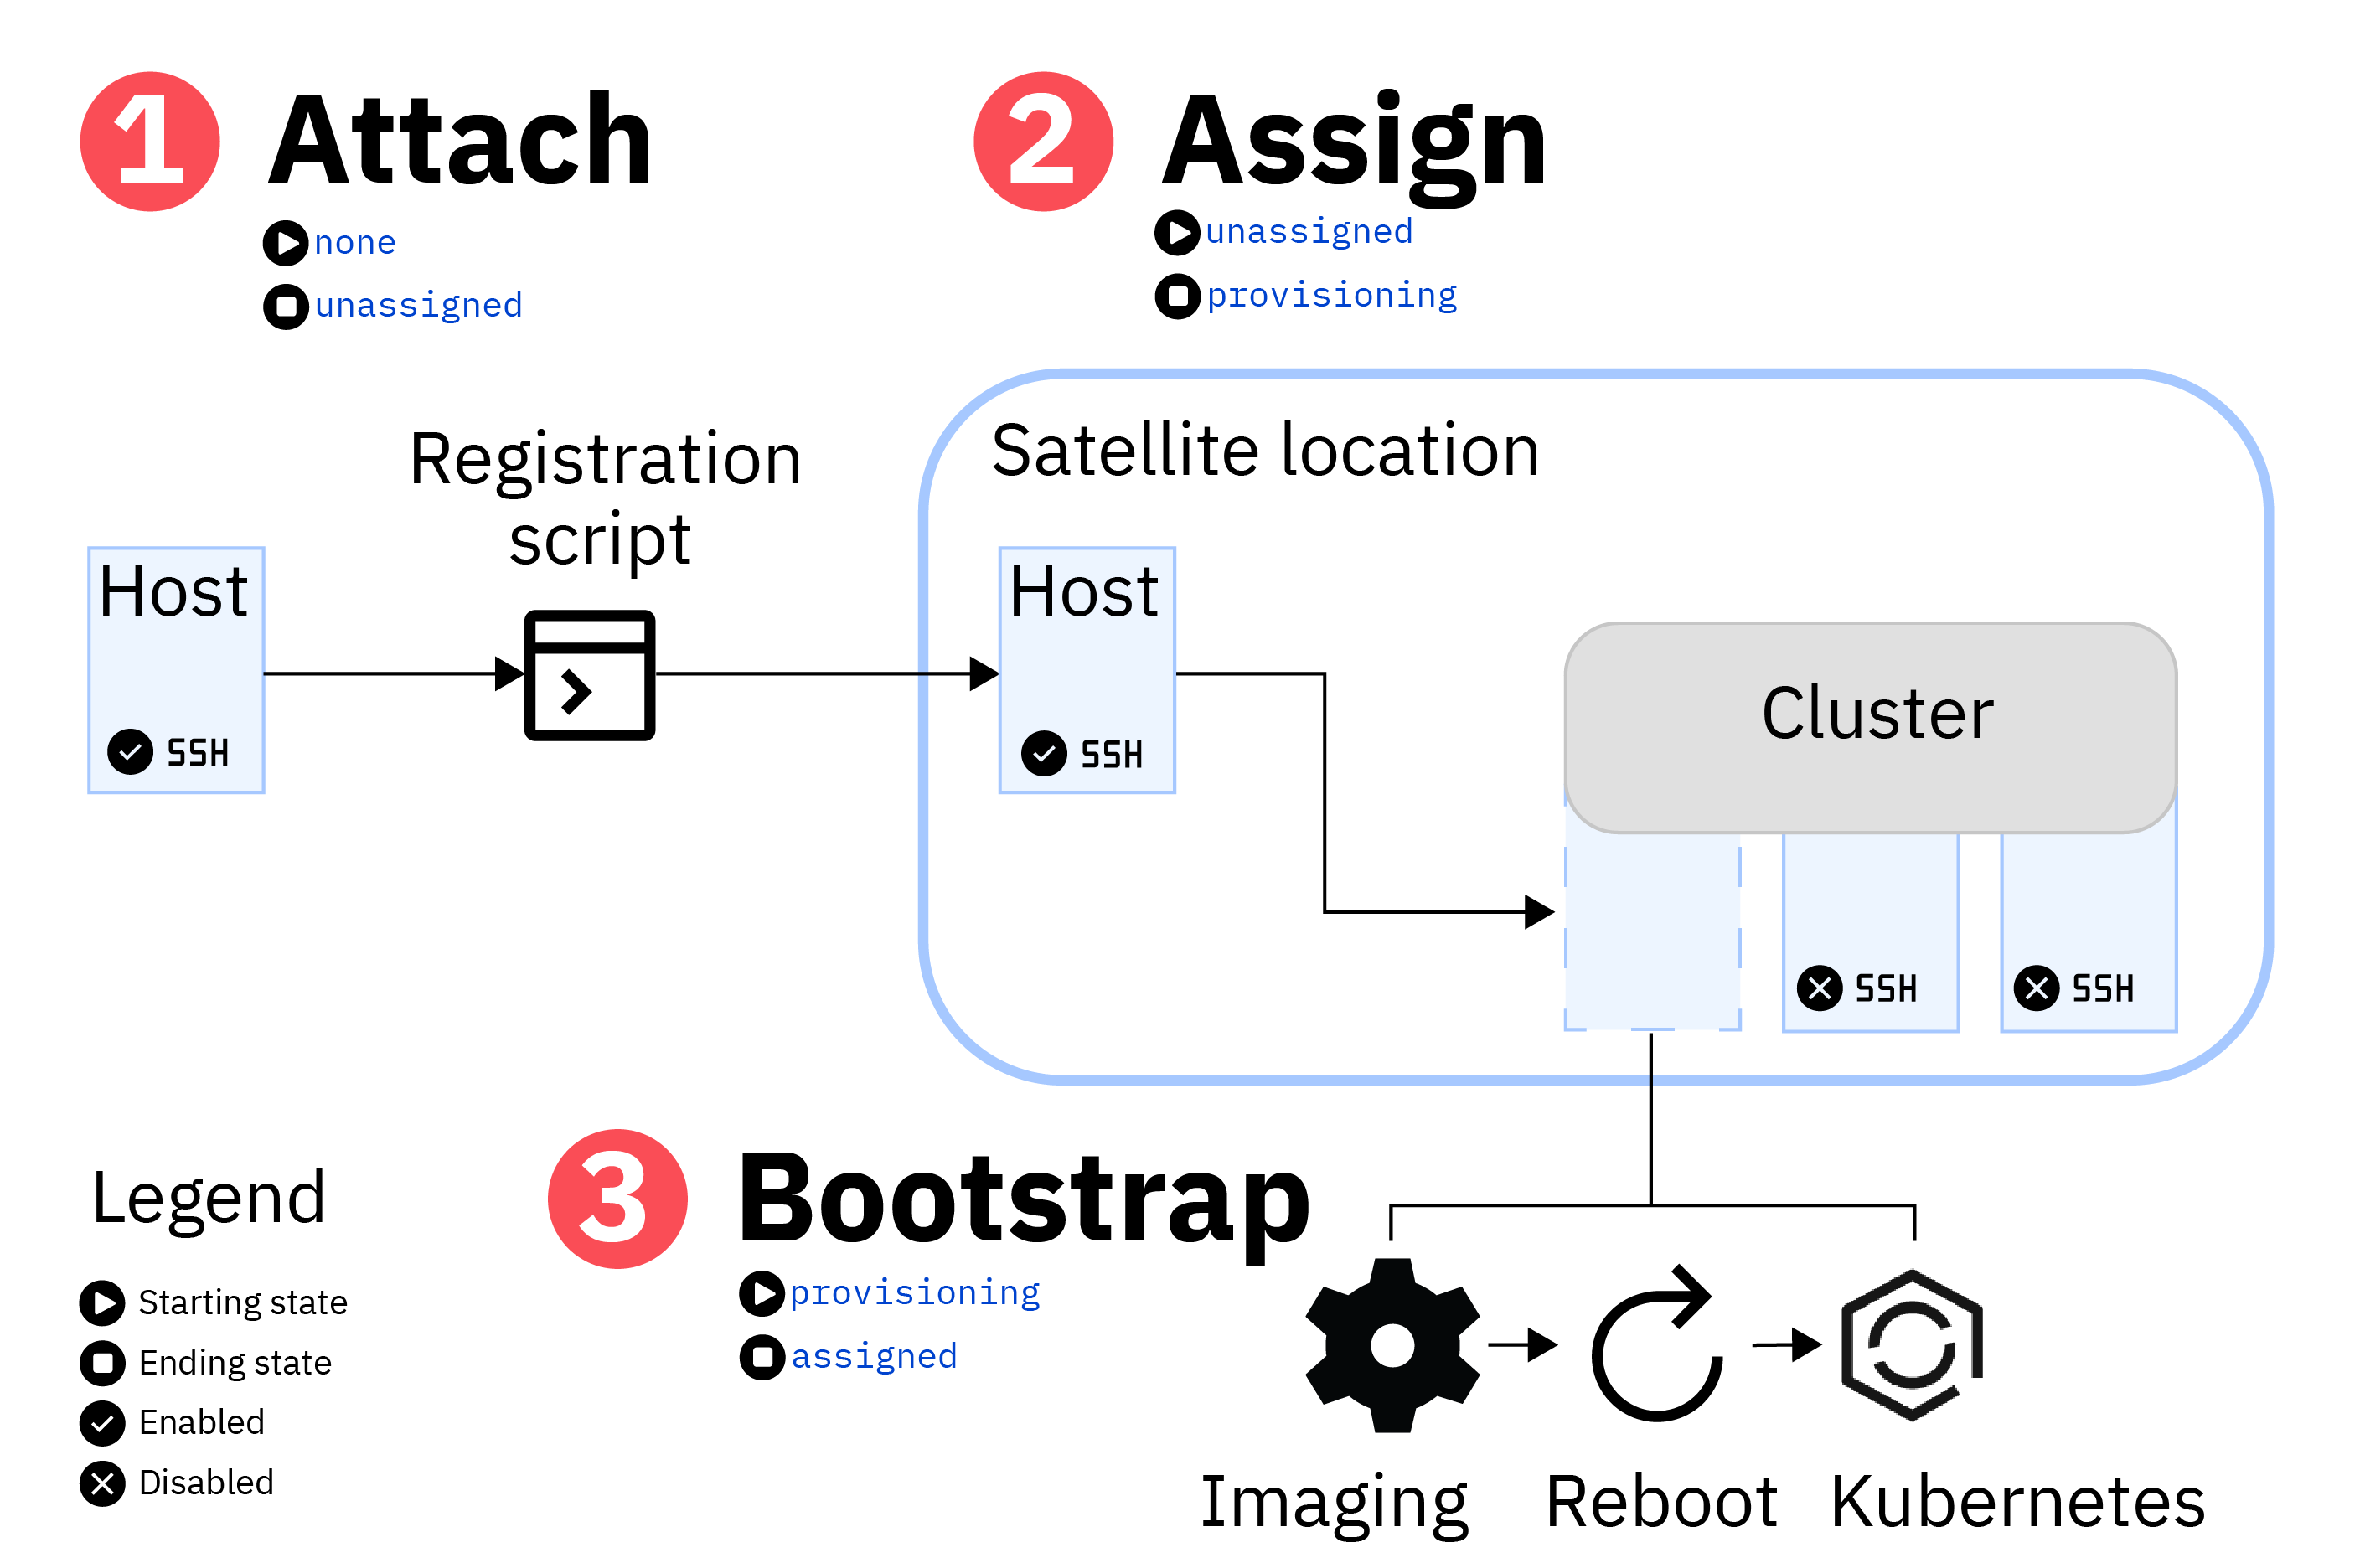 1 Attach
none
unassigned
2 Assign
unassigned
provisioning
Registration
script
Satellite location
Host
SSH
Host
SSH
Cluster
SSH
SSH
3 Bootstrap
provisioning
assigned
Legend
Starting state
Ending state
Enabled
Disabled
Imaging
Reboot
Kubernetes